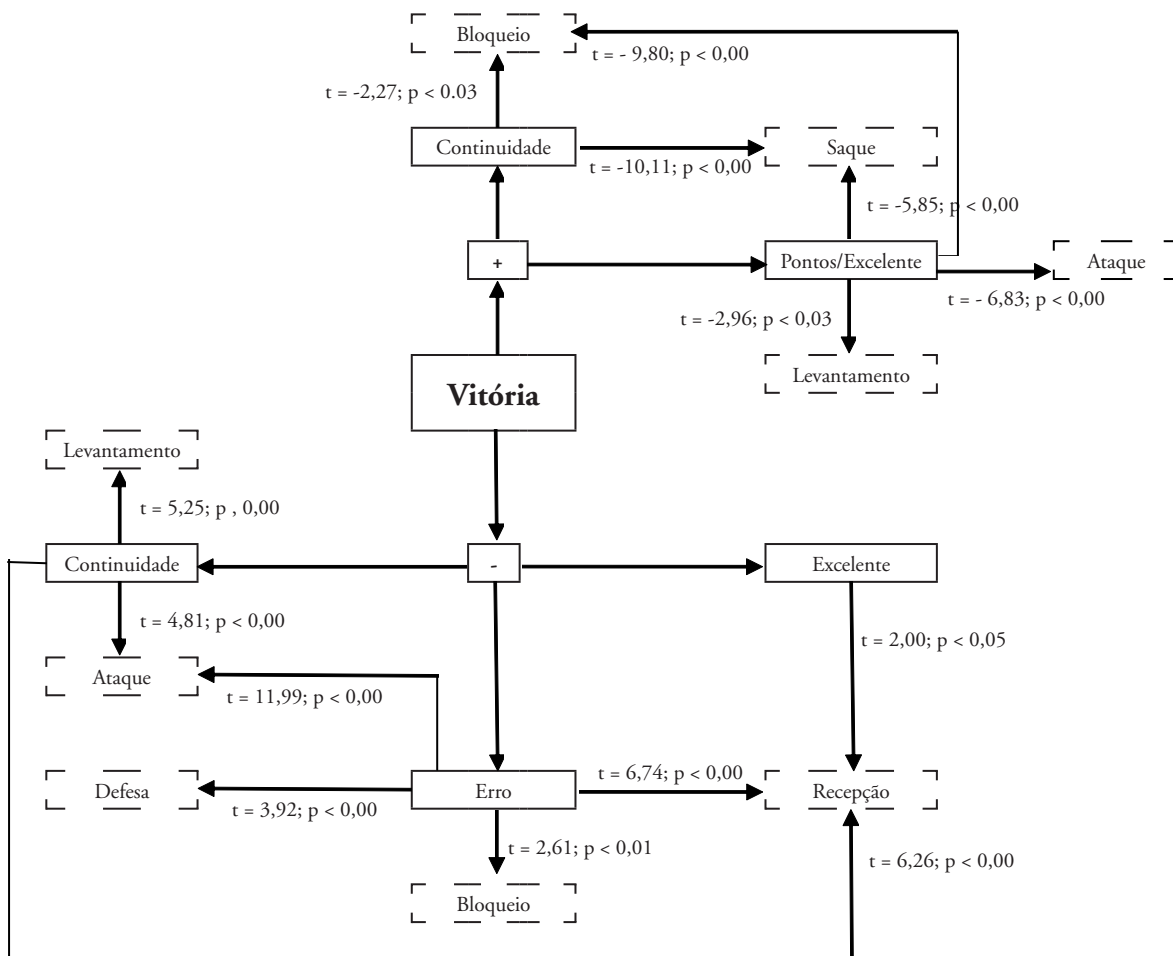 Bloqueio
t = - 9,80; p < 0,00
t = -2,27; p < 0.03
Continuidade
Saque
t = -10,11; p < 0,00
t = -5,85; p < 0,00
+
Pontos/Excelente
Ataque
t = - 6,83; p < 0,00
t = -2,96; p < 0,03
Levantamento
Vitória
Levantamento
t = 5,25; p , 0,00
Continuidade
-
Excelente
t = 4,81; p < 0,00
t = 2,00; p < 0,05
Ataque
t = 11,99; p < 0,00
t = 6,74; p < 0,00
Defesa
Erro
Recepção
t = 3,92; p < 0,00
t = 2,61; p < 0,01
t = 6,26; p < 0,00
Bloqueio